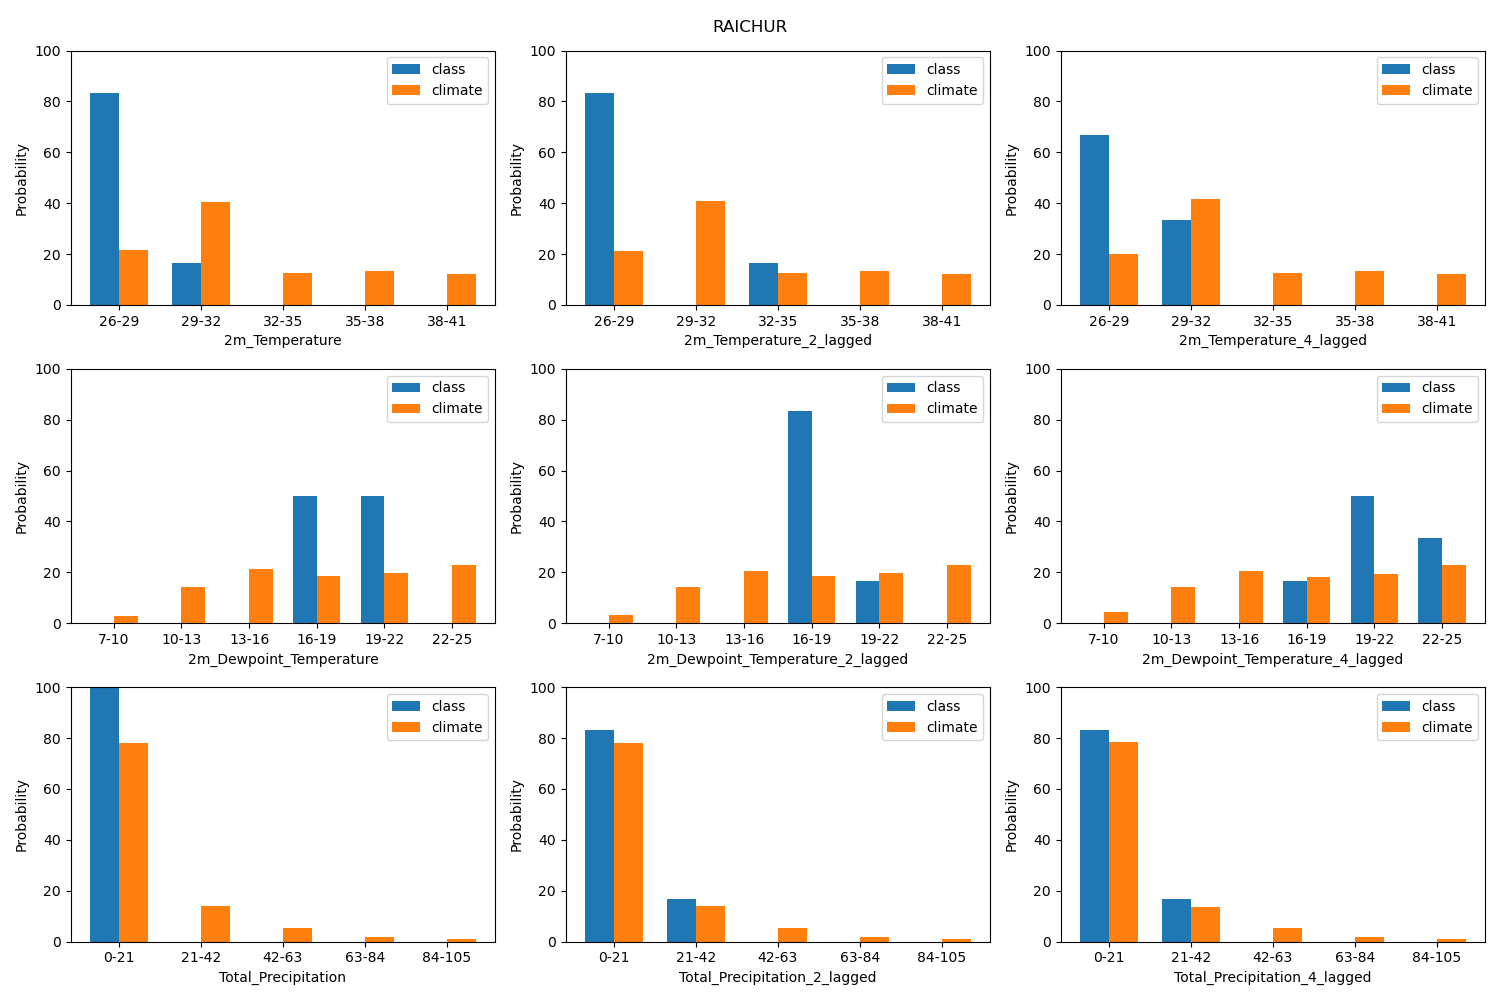 RAICHUR
100
80
60
40
20
0
Probability
class
climate
26-29 29-32 32-35 35-38 38-41
2m_Temperature
100
80
60
40
20
0
Probability
class
climate
26-29 29-32 32-35 35-38 38-41
2m_Temperature_2_lagged
100
80
60
40
20
0
Probability
class
climate
26-29 29-32 32-35 35-38 38-41
2m_Temperature_4_lagged
100
80
60
40
20
0
Probability
class
climate
7-10 10-13 13-16 16-19 19-22 22-25
2m_Dewpoint_Temperature
100
80
60
40
20
0
Probability
class
climate
7-10 10-13 13-16 16-19 19-22 22-25
2m_Dewpoint_Temperature_2_lagged
100
80
60
40
20
0
Probability
class
climate
7-10 10-13 13-16 16-19 19-22 22-25
2m_Dewpoint_Temperature_4_lagged
100
80
60
40
20
0
Probability
class
climate
0-21 21-42 42-63 63-84 84-105
Total_Precipitation
100
80
60
40
20
0
Probability
class
climate
0-21 21-42 42-63 63-84 84-105
Total_Precipitation_2_lagged
100
80
60
40
20
0
Probability
class
climate
0-21 21-42 42-63 63-84 84-105
Total_Precipitation_4_lagged